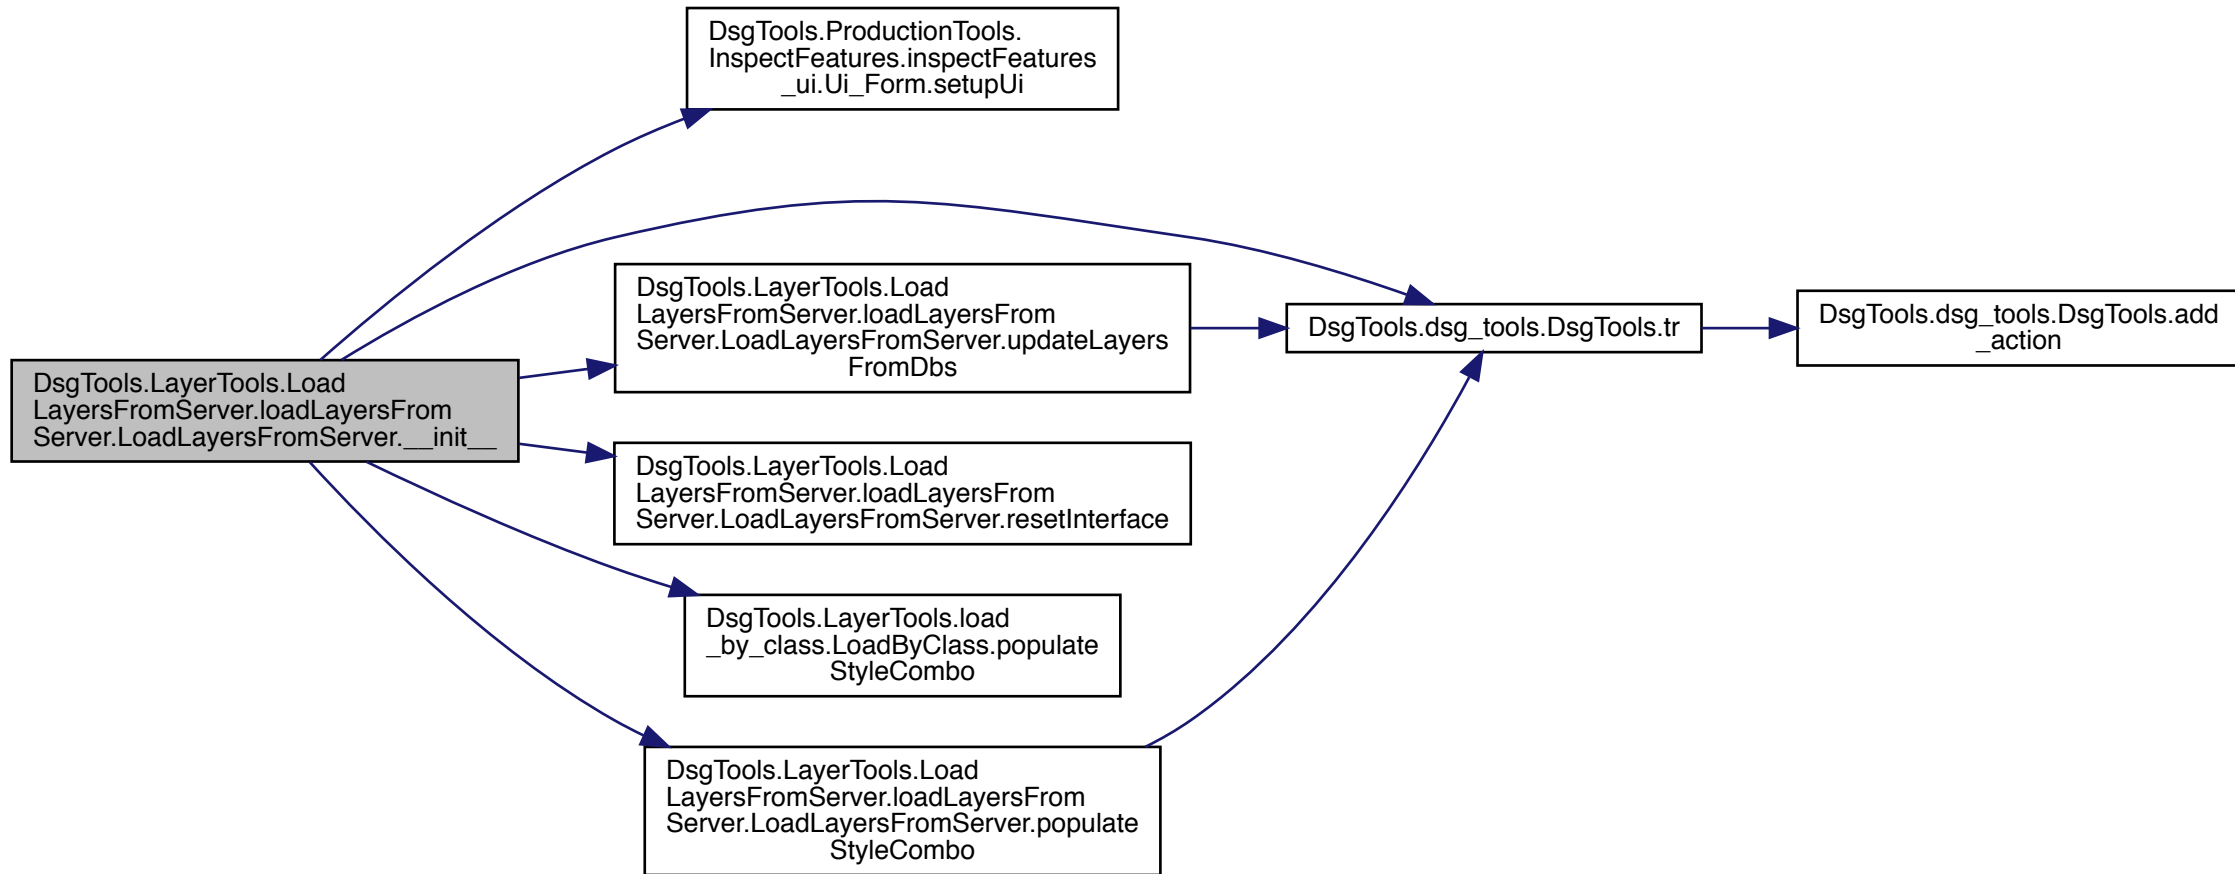 DsgTools.ProductionTools.
InspectFeatures.inspectFeatures
_ui.Ui_Form.setupUi
DsgTools.LayerTools.Load
LayersFromServer.loadLayersFrom
Server.LoadLayersFromServer.__init__
DsgTools.LayerTools.Load
LayersFromServer.loadLayersFrom
Server.LoadLayersFromServer.updateLayers
FromDbs
DsgTools.dsg_tools.DsgTools.tr
DsgTools.dsg_tools.DsgTools.add
_action
DsgTools.LayerTools.Load
LayersFromServer.loadLayersFrom
Server.LoadLayersFromServer.resetInterface
DsgTools.LayerTools.load
_by_class.LoadByClass.populate
StyleCombo
DsgTools.LayerTools.Load
LayersFromServer.loadLayersFrom
Server.LoadLayersFromServer.populate
StyleCombo